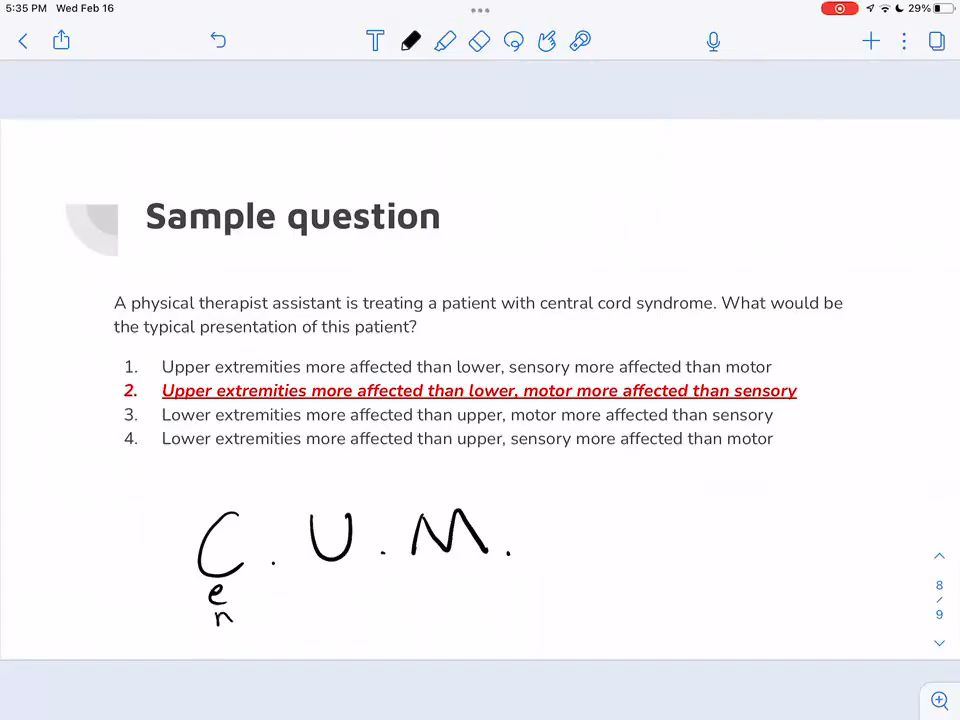 5:35 PM Wed Feb 16
29%
T
Sample question
A physical therapist assistant is treating a patient with central cord syndrome. What would be
the typical presentation of this patient?
1. Upper extremities more affected than lower, sensory more affected than motor
2. Upper extremities more affected than lower, motor more affected than sensory
3. Lower extremities more affected than upper, motor more affected than sensory
4. Lower extremities more affected than upper, sensory more affected than motor
C. U. M.
e
n
8
/
9